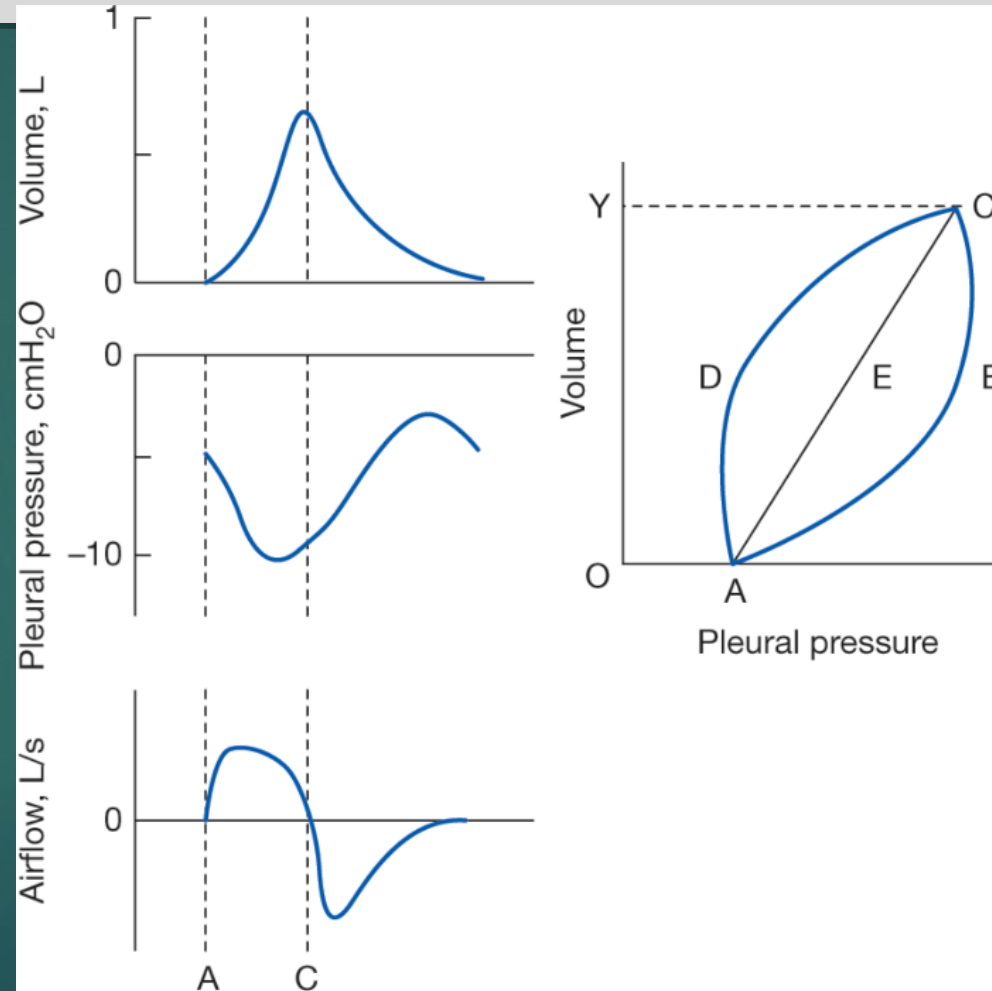 1
Volume, L
0
0
Pleural pressure, cmH₂O
−10
Airflow, L/s
0
A
C
Y
C
Volume
D
E
O
A
Pleural pressure